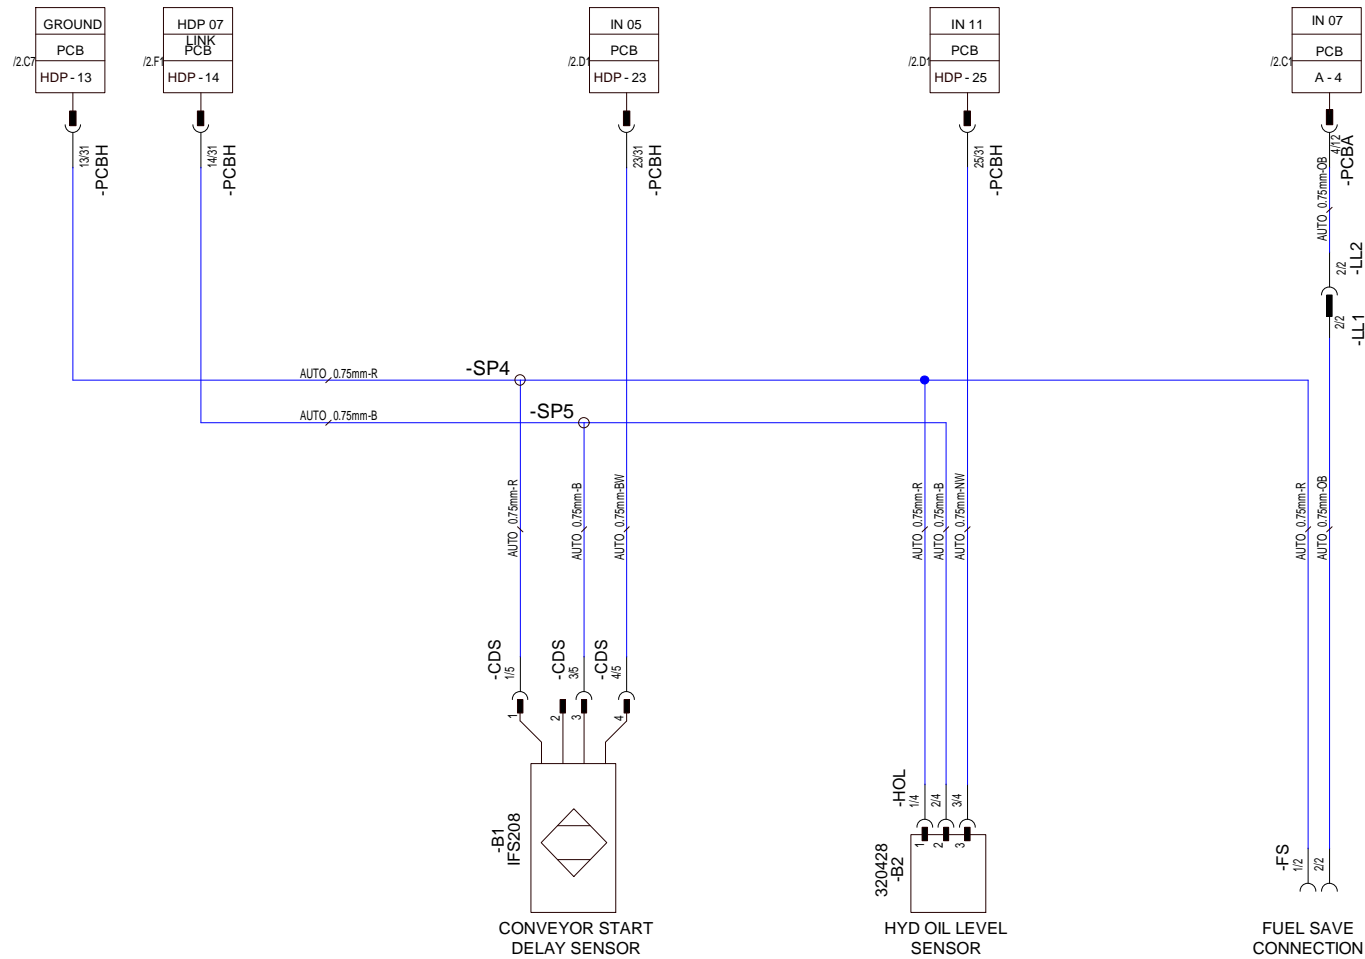 GROUND
PCB
HDP - 13
/2.C7
HDP 07
LINK
PCB
HDP - 14
/2.F1
IN 05
PCB
HDP - 23
/2.D1
IN 11
PCB
HDP - 25
/2.D1
IN 07
PCB
A - 4
/2.C1
13/31
-PCBH
14/31
-PCBH
23/31
-PCBH
25/31
-PCBH
4/12
-PCBA
AUTO_0.75mm-OB
2/2
-LL2
2/2
-LL1
AUTO_0.75mm-R
-SP4
AUTO_0.75mm-B
-SP5
AUTO_0.75mm-R
AUTO_0.75mm-B
AUTO_0.75mm-BW
AUTO_0.75mm-R
AUTO_0.75mm-B
AUTO_0.75mm-NW
AUTO_0.75mm-R
AUTO_0.75mm-OB
-CDS
1/5
-CDS
3/5
-CDS
4/5
1
2
3
4
-B1
IFS208
CONVEYOR START
DELAY SENSOR
-HOL
1/4
2/4
3/4
1
2
3
320428
-B2
HYD OIL LEVEL
SENSOR
-FS
1/2
2/2
FUEL SAVE
CONNECTION